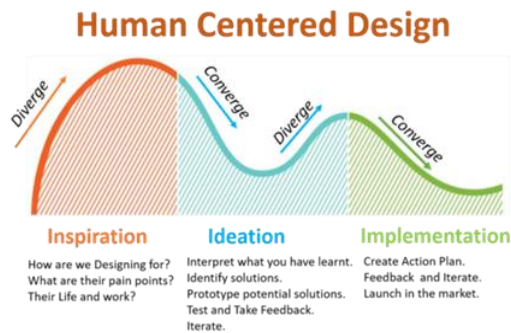 Human Centered Design
Diverge
Converge
Diverge
Converge
Inspiration
How are we Designing for?
What are their pain points?
Their Life and work?
Ideation
Interpret what you have learnt.
Identify solutions.
Prototype potential solutions.
Test and Take Feedback.
Iterate.
Implementation
Create Action Plan.
Feedback and Iterate.
Launch in the market.